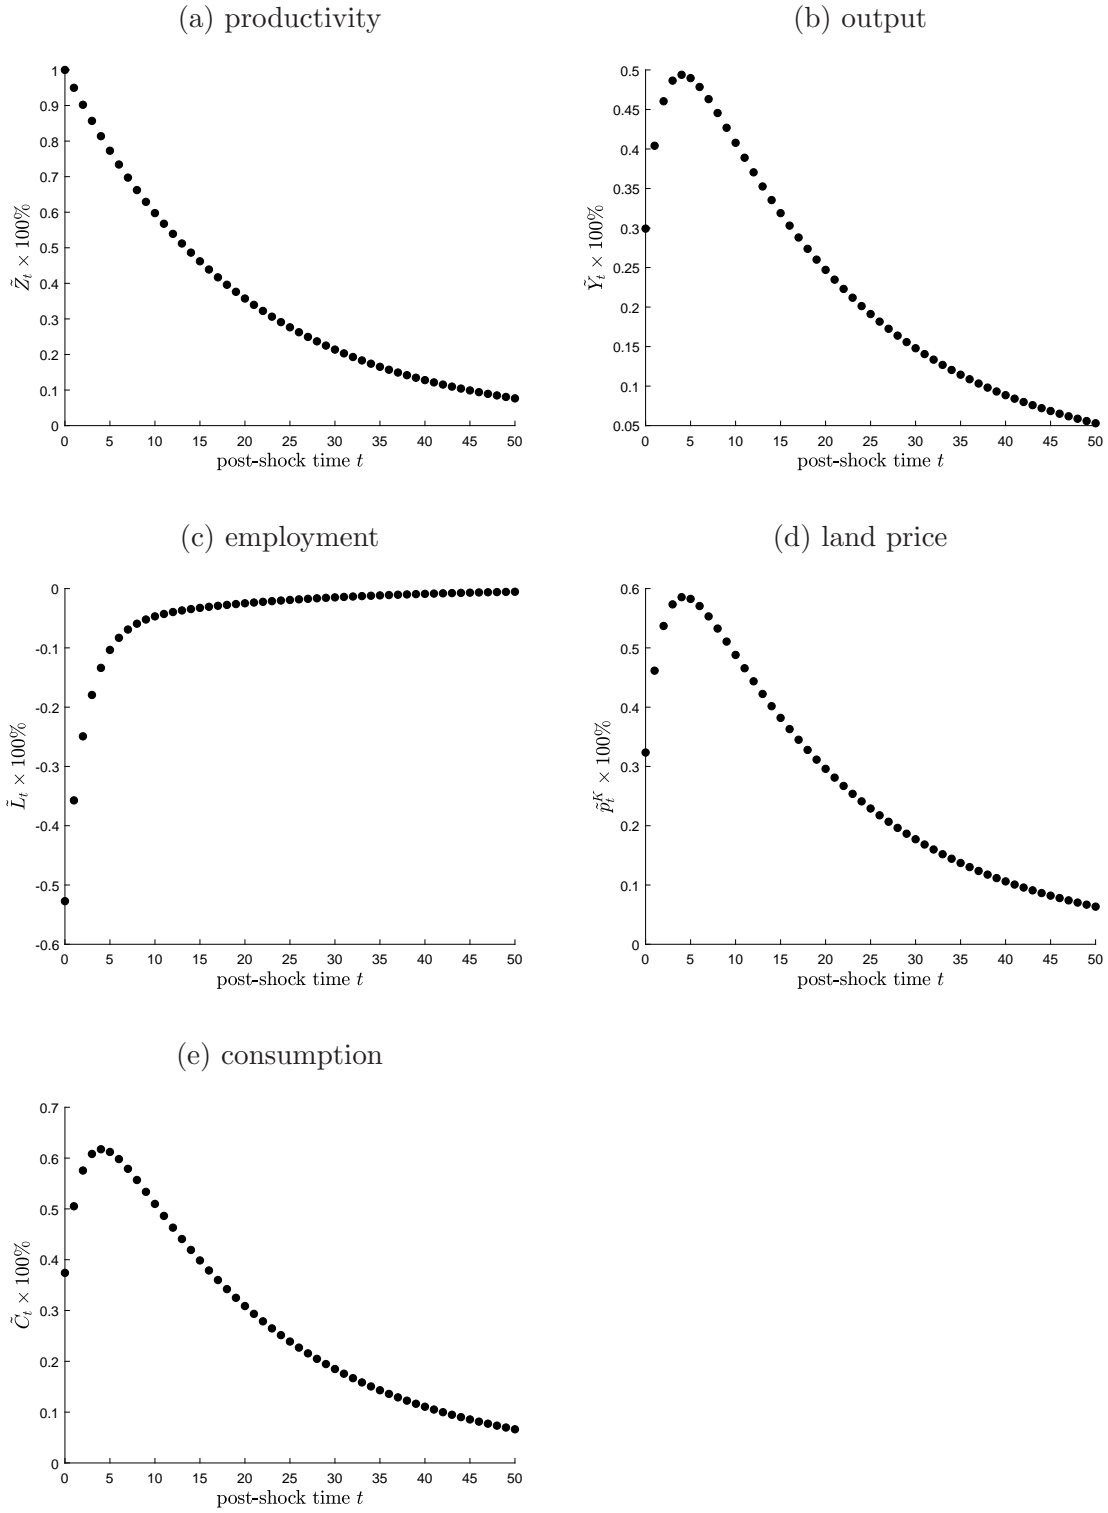 (a) productivity
1
0.9
0.8
0.7
0.6
0.5
0.4
0.3
0.2
0.1
0
Z̃_t × 100%
0 5 10 15 20 25 30 35 40 45 50
post-shock time t
(b) output
0.5
0.45
0.4
0.35
0.3
0.25
0.2
0.15
0.1
0.05
Ỹ_t × 100%
0 5 10 15 20 25 30 35 40 45 50
post-shock time t
(c) employment
0
-0.1
-0.2
-0.3
-0.4
-0.5
-0.6
L̃_t × 100%
0 5 10 15 20 25 30 35 40 45 50
post-shock time t
(d) land price
0.6
0.5
0.4
0.3
0.2
0.1
0
p̃_t^K × 100%
0 5 10 15 20 25 30 35 40 45 50
post-shock time t
(e) consumption
0.7
0.6
0.5
0.4
0.3
0.2
0.1
0
C̃_t × 100%
0 5 10 15 20 25 30 35 40 45 50
post-shock time t